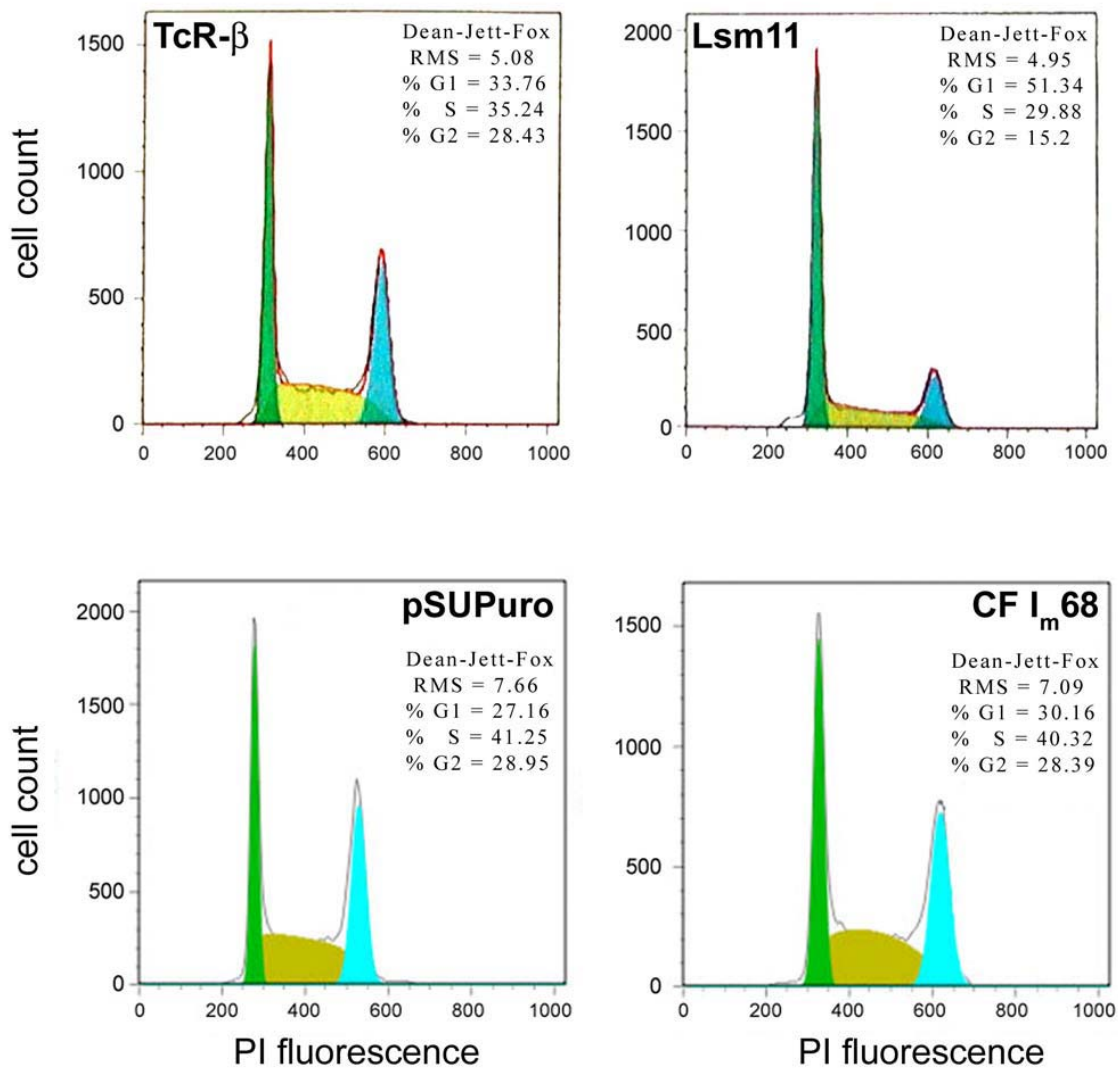 TcR-β
Dean-Jett-Fox
RMS = 5.08
% G1 = 33.76
% S = 35.24
% G2 = 28.43
1500
1000
500
0
0 200 400 600 800 1000
cell count
Lsm11
Dean-Jett-Fox
RMS = 4.95
% G1 = 51.34
% S = 29.88
% G2 = 15.2
2000
1500
1000
500
0
0 200 400 600 800 1000
pSUPuro
Dean-Jett-Fox
RMS = 7.66
% G1 = 27.16
% S = 41.25
% G2 = 28.95
2000
1500
1000
500
0
0 200 400 600 800 1000
cell count
PI fluorescence
CF Im68
Dean-Jett-Fox
RMS = 7.09
% G1 = 30.16
% S = 40.32
% G2 = 28.39
1500
1000
500
0
0 200 400 600 800 1000
PI fluorescence